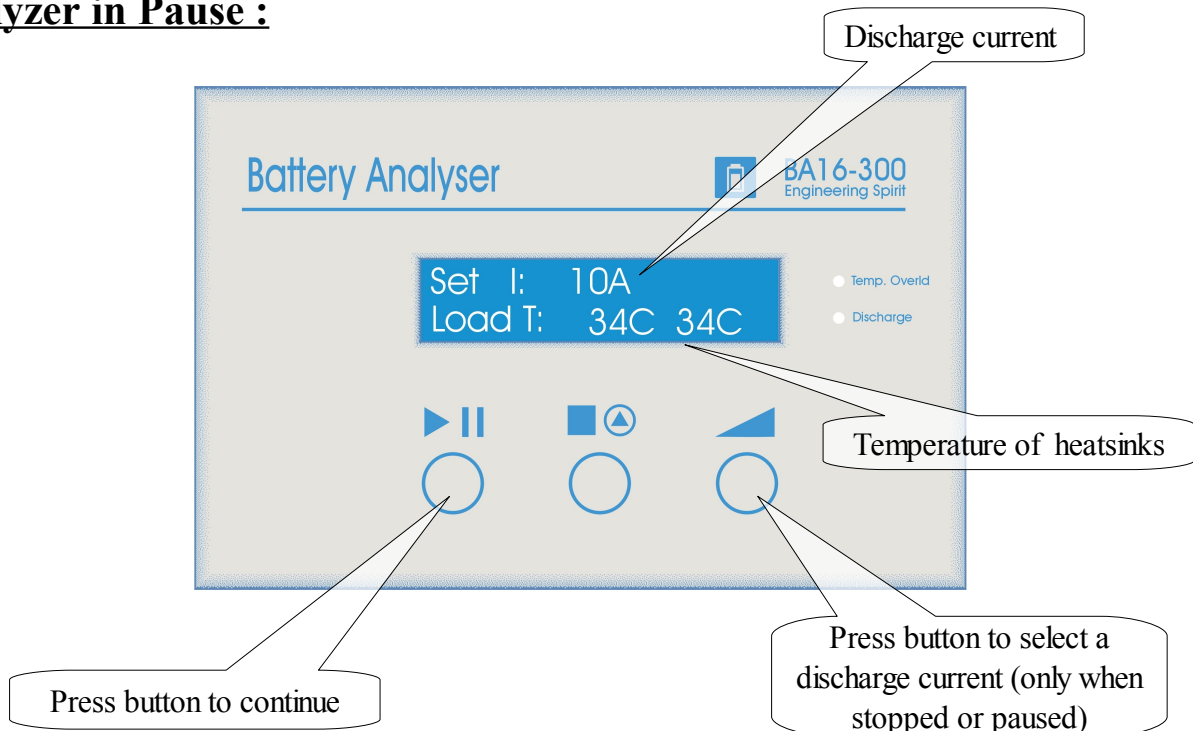 lyzer in Pause :
Discharge current
Battery Analyser
BA16-300
Engineering Spirit
Set I: 10A
Load T: 34C 34C
Temp. Overld
Discharge
Temperature of heatsinks
Press button to continue
Press button to select a
discharge current (only when
stopped or paused)